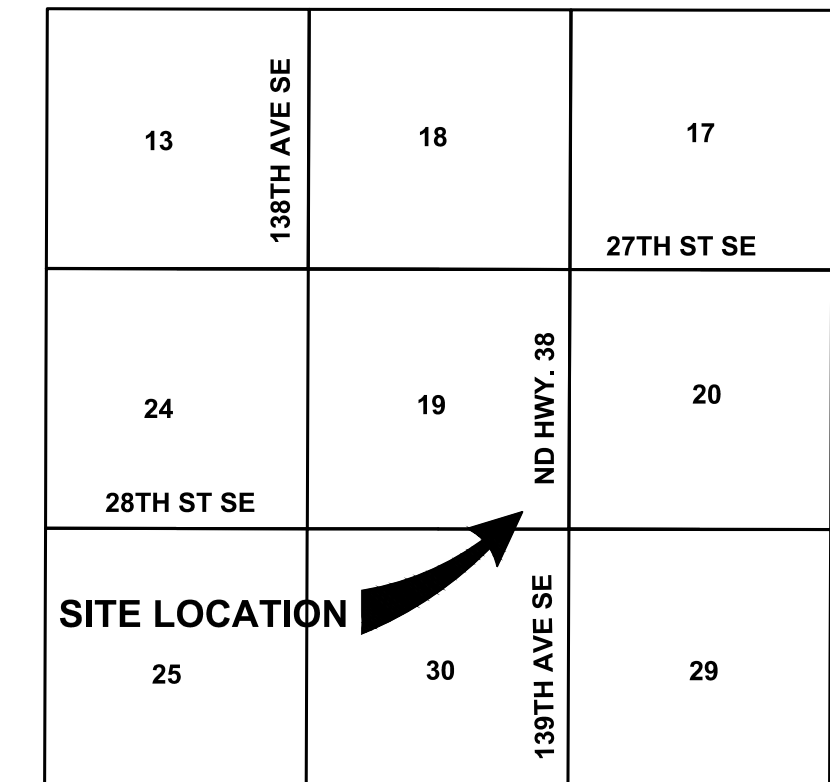 13
138TH AVE SE
18
17
27TH ST SE
24
19
ND HWY. 38
20
28TH ST SE
SITE LOCATION
25
30
139TH AVE SE
29